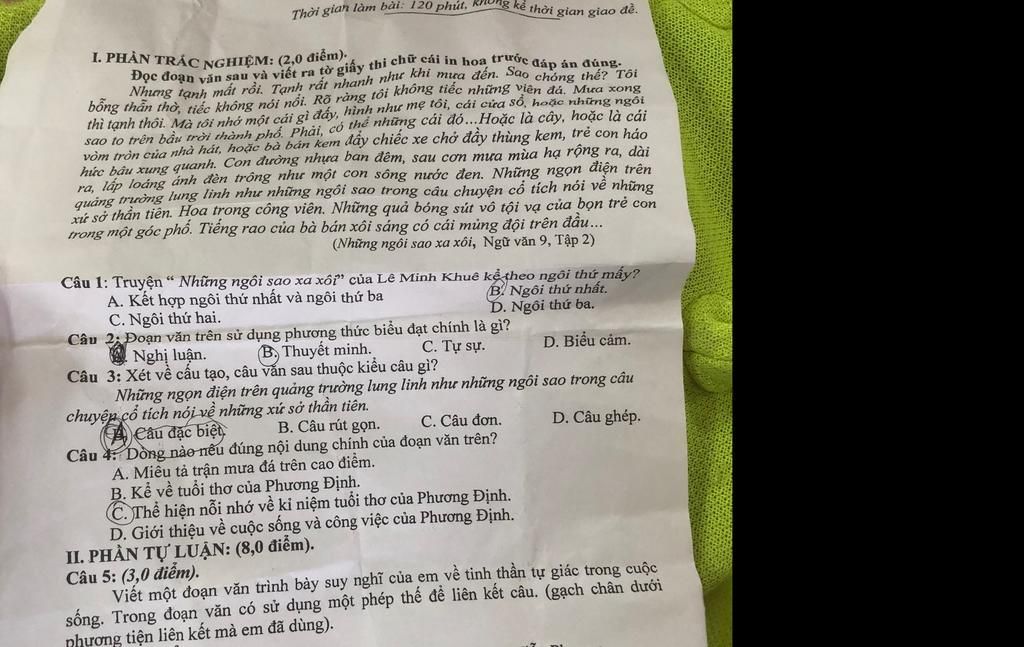 Thời gian làm bài: 120 phút, không kể thời gian giao đề.
I. PHẦN TRẮC NGHIỆM: (2,0 điểm).
Đọc đoạn văn sau và viết ra tờ giấy thi chữ cái in hoa trước đáp án đúng.
Nhưng tạnh mất rồi. Tạnh rất nhanh như khi mưa đến. Sao chóng thế? Tôi
bỗng thẫn thờ, tiếc không nói nổi. Rõ ràng tôi không tiếc những viên đá. Mưa xong
thì tạnh thôi. Mà tôi nhớ một cái gì đấy, hình như mẹ tôi, cái cửa sổ, hoặc những ngôi
sao to trên bầu trời thành phố. Phải, có thể những cái đó...Hoặc là cây, hoặc là cái
vòm tròn của nhà hát, hoặc bà bán kem đẩy chiếc xe chở đầy thùng kem, trẻ con háo
hức bâu xung quanh. Con đường nhựa ban đêm, sau cơn mưa mùa hạ rộng ra, dài
ra, lấp loáng ánh đèn trông như một con sông nước đen. Những ngọn điện trên
quảng trường lung linh như những ngôi sao trong câu chuyện cổ tích nói về những
xứ sở thần tiên. Hoa trong công viên. Những quả bóng sút vô tội vạ của bọn trẻ con
trong một góc phố. Tiếng rao của bà bán xôi sáng có cái mủng đội trên đầu...
(Những ngôi sao xa xôi, Ngữ văn 9, Tập 2)
Câu 1: Truyện “ Những ngôi sao xa xôi” của Lê Minh Khuê kể theo ngôi thứ mấy?
A. Kết hợp ngôi thứ nhất và ngôi thứ ba B. Ngôi thứ nhất.
C. Ngôi thứ hai. D. Ngôi thứ ba.
Câu 2: Đoạn văn trên sử dụng phương thức biểu đạt chính là gì?
A. Nghị luận. B. Thuyết minh. C. Tự sự. D. Biểu cảm.
Câu 3: Xét về cấu tạo, câu văn sau thuộc kiểu câu gì?
Những ngọn điện trên quảng trường lung linh như những ngôi sao trong câu
chuyện cổ tích nói về những xứ sở thần tiên.
A. Câu đặc biệt. B. Câu rút gọn. C. Câu đơn. D. Câu ghép.
Câu 4: Dòng nào nêu đúng nội dung chính của đoạn văn trên?
A. Miêu tả trận mưa đá trên cao điểm.
B. Kể về tuổi thơ của Phương Định.
C. Thể hiện nỗi nhớ về kỉ niệm tuổi thơ của Phương Định.
D. Giới thiệu về cuộc sống và công việc của Phương Định.
II. PHẦN TỰ LUẬN: (8,0 điểm).
Câu 5: (3,0 điểm).
Viết một đoạn văn trình bày suy nghĩ của em về tinh thần tự giác trong cuộc
sống. Trong đoạn văn có sử dụng một phép thế để liên kết câu. (gạch chân dưới
phương tiện liên kết mà em đã dùng).